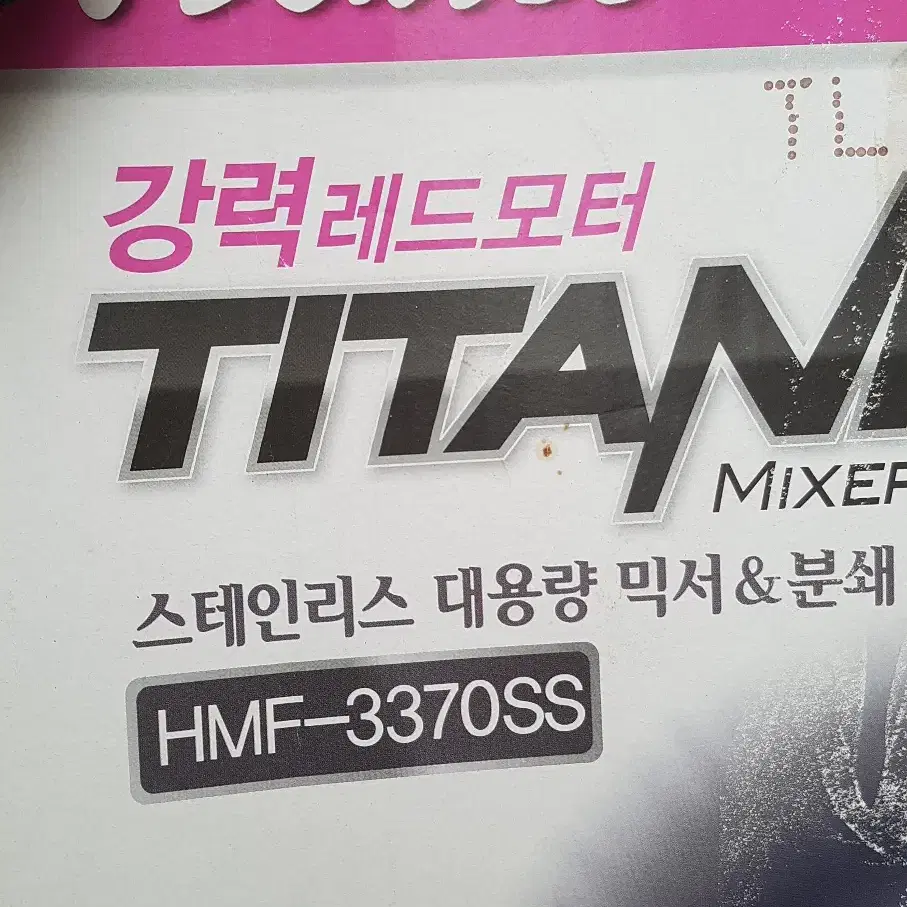 TL
강력레드모터
TITAN
MIXER
스테인리스 대용량 믹서&분쇄
HMF-3370SS